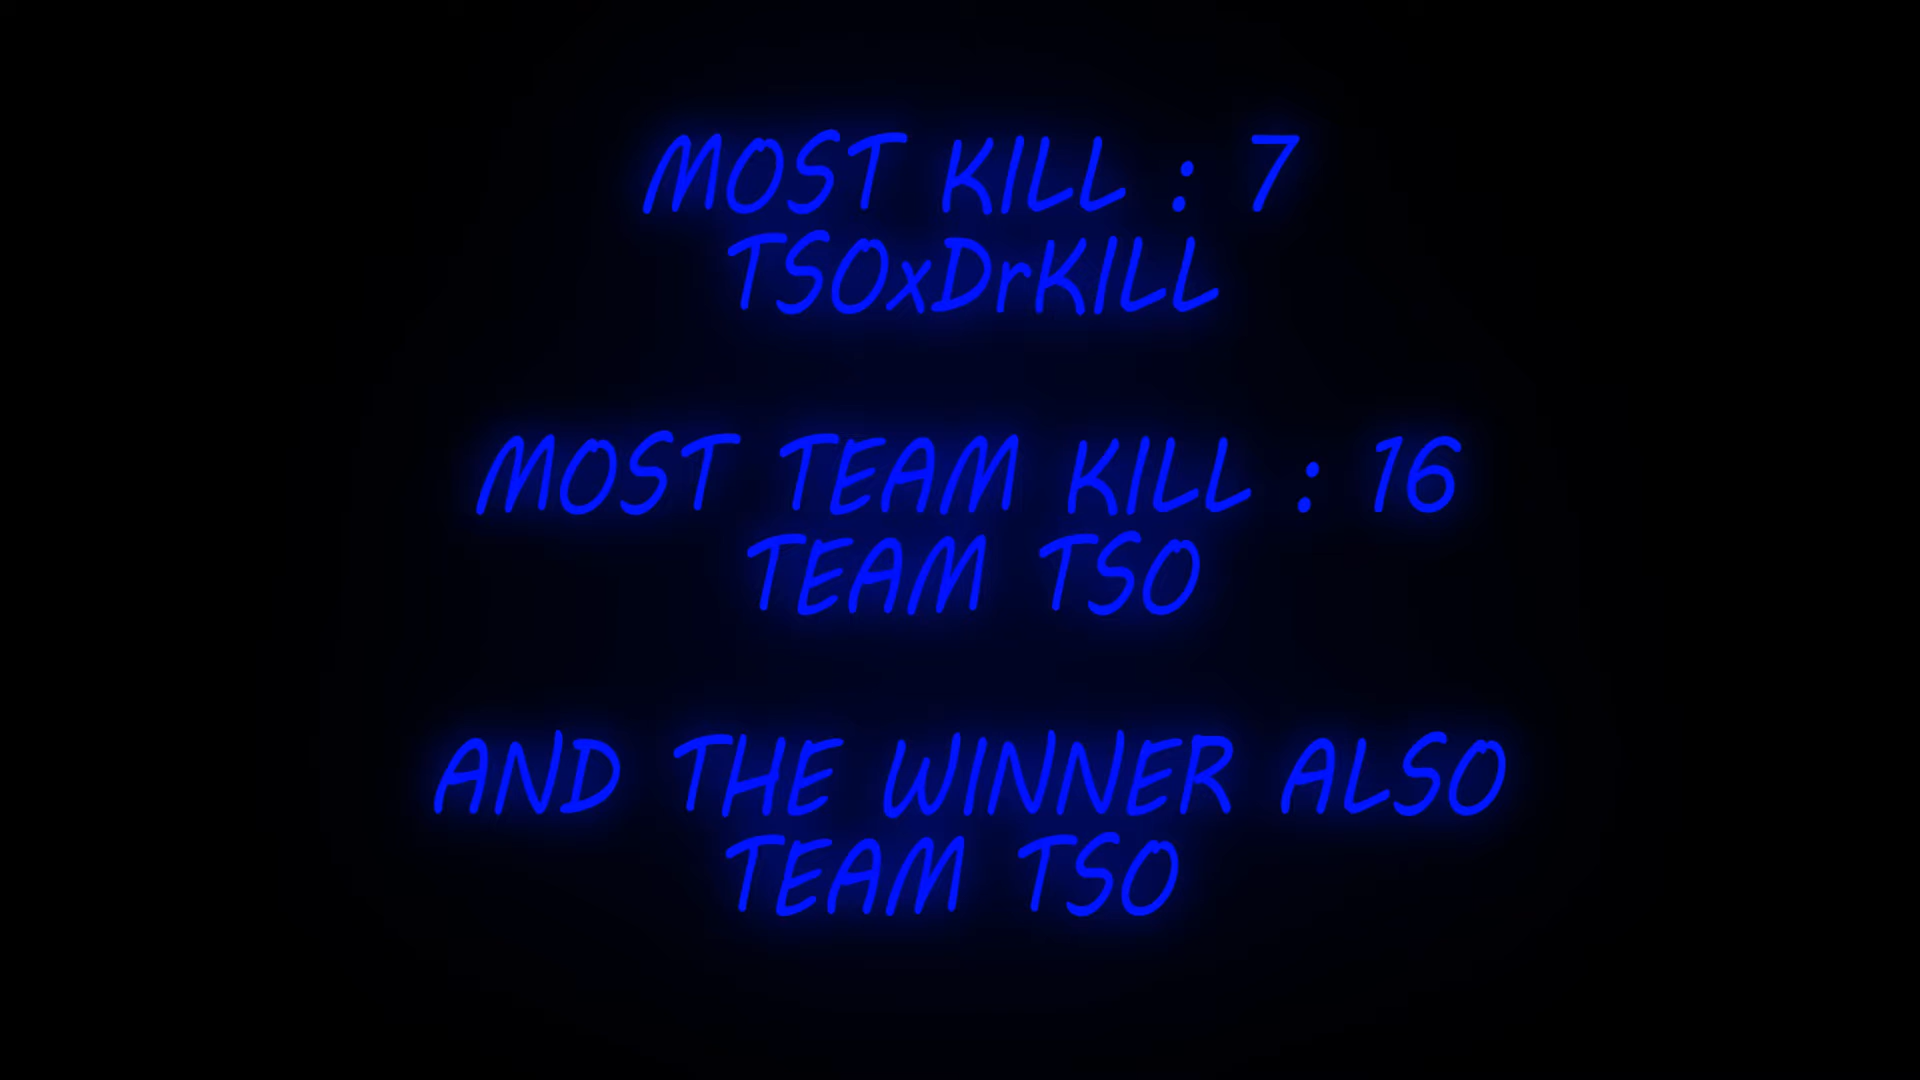 MOST KILL : 7
TSOxDrKILL
MOST TEAM KILL : 16
TEAM TSO
AND THE WINNER ALSO
TEAM TSO